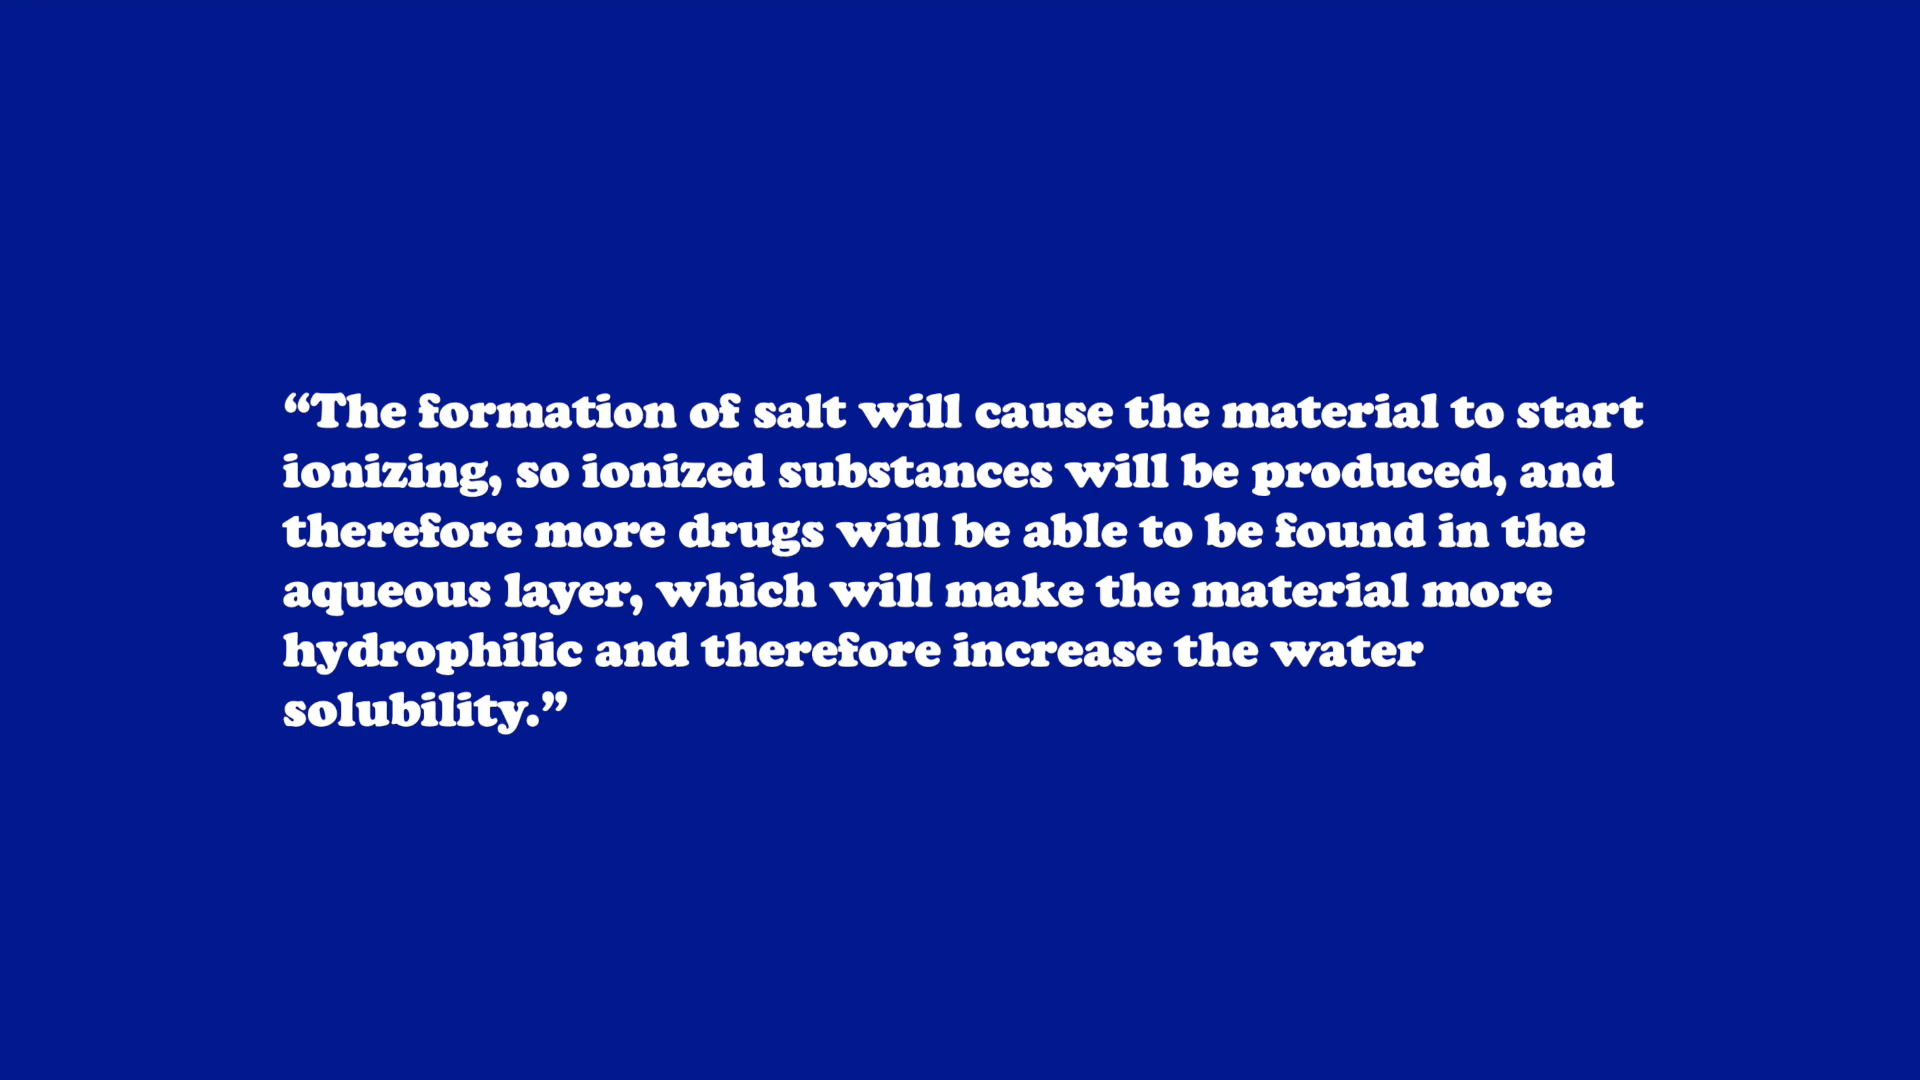 “The formation of salt will cause the material to start
ionizing, so ionized substances will be produced, and
therefore more drugs will be able to be found in the
aqueous layer, which will make the material more
hydrophilic and therefore increase the water
solubility.”